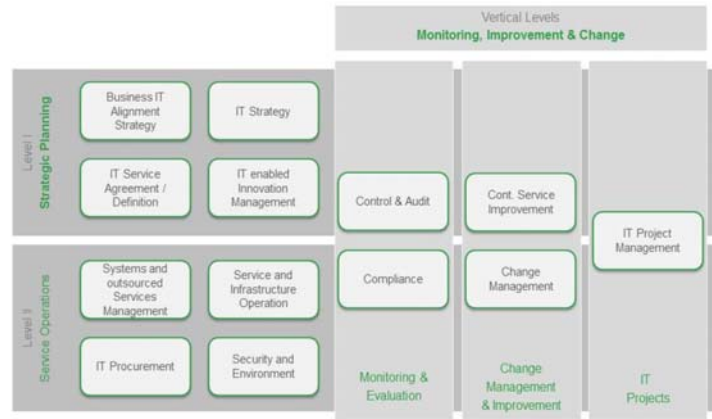 Vertical Levels
Monitoring, Improvement & Change
Level I
Strategic Planning
Business IT
Alignment
Strategy
IT Strategy
IT Service
Agreement /
Definition
IT enabled
Innovation
Management
Control & Audit
Cont. Service
Improvement
IT Project
Management
Level II
Service Operations
Systems and
outsourced
Services
Management
Service and
Infrastructure
Operation
Compliance
Change
Management
IT Procurement
Security and
Environment
Monitoring &
Evaluation
Change
Management
& Improvement
IT
Projects